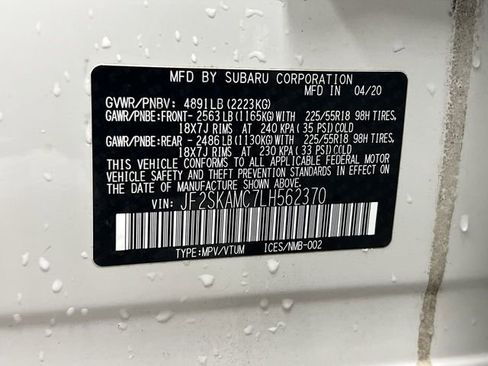 MFD BY SUBARU CORPORATION
MFD IN 04/20
GVWR/PNBV: 4891LB (2223KG)
GAWR/PNBE:FRONT- 2563LB (1165KG)WITH 225/55R18 98H TIRES,
18X7J RIMS AT 240 KPA(35 PSI)COLD
GAWR/PNBE:REAR - 2486LB (1130KG)WITH 225/55R18 98H TIRES,
18X7J RIMS AT 230 KPA(33 PSI)COLD
THIS VEHICLE CONFORMS TO ALL APPLICABLE FEDERAL MOTOR
VEHICLE SAFETY AND THEFT PREVENTION STANDARDS IN EFFECT
ON THE DATE OF MANUFACTURE SHOWN ABOVE.
VIN: JF2SKAMC7LH562370
TYPE:MPV/VTUM ICES/NMB-002